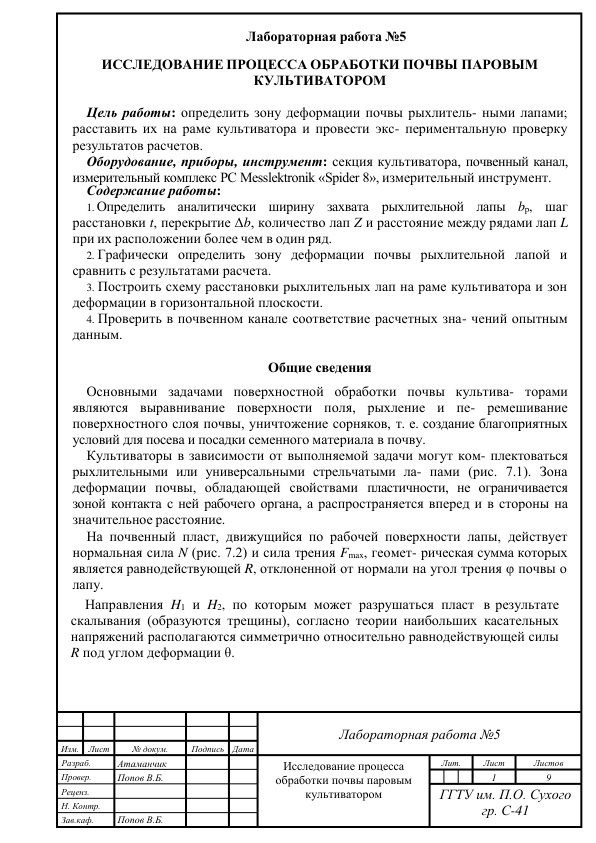 Лабораторная работа №5
ИССЛЕДОВАНИЕ ПРОЦЕССА ОБРАБОТКИ ПОЧВЫ ПАРОВЫМ
КУЛЬТИВАТОРОМ
Цель работы: определить зону деформации почвы рыхлитель- ными лапами;
расставить их на раме культиватора и провести экс- периментальную проверку
результатов расчетов.
Оборудование, приборы, инструмент: секция культиватора, почвенный канал,
измерительный комплекс PC Messlektronik «Spider 8», измерительный инструмент.
Содержание работы:
1. Определить аналитически ширину захвата рыхлительной лапы bр, шаг
расстановки t, перекрытие Δb, количество лап Z и расстояние между рядами лап L
при их расположении более чем в один ряд.
2. Графически определить зону деформации почвы рыхлительной лапой и
сравнить с результатами расчета.
3. Построить схему расстановки рыхлительных лап на раме культиватора и зон
деформации в горизонтальной плоскости.
4. Проверить в почвенном канале соответствие расчетных зна- чений опытным
данным.
Общие сведения
Основными задачами поверхностной обработки почвы культива- торами
являются выравнивание поверхности поля, рыхление и пе- ремешивание
поверхностного слоя почвы, уничтожение сорняков, т. е. создание благоприятных
условий для посева и посадки семенного материала в почву.
Культиваторы в зависимости от выполняемой задачи могут ком- плектоваться
рыхлительными или универсальными стрельчатыми ла- пами (рис. 7.1). Зона
деформации почвы, обладающей свойствами пластичности, не ограничивается
зоной контакта с ней рабочего органа, а распространяется вперед и в стороны на
значительное расстояние.
На почвенный пласт, движущийся по рабочей поверхности лапы, действует
нормальная сила N (рис. 7.2) и сила трения Fmax, геомет- рическая сумма которых
является равнодействующей R, отклоненной от нормали на угол трения φ почвы о
лапу.
Направления H1 и H2, по которым может разрушаться пласт в результате
скалывания (образуются трещины), согласно теории наибольших касательных
напряжений располагаются симметрично относительно равнодействующей силы
R под углом деформации θ.
Лабораторная работа №5
Изм. Лист № докум. Подпись Дата
Разраб. Атаманчик
Провер. Попов В.Б.
Реценз.
Н. Контр.
Зав.каф. Попов В.Б.
Исследование процесса
обработки почвы паровым
культиватором
Лит. Лист Листов
1 9
ГГТУ им. П.О. Сухого
гр. С-41